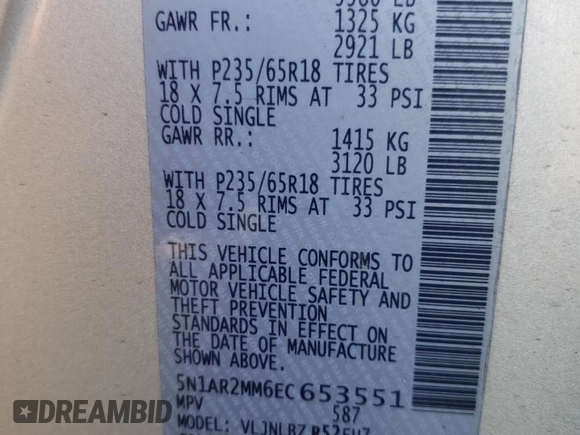 GAWR FR.: 1325 KG
2921 LB
WITH P235/65R18 TIRES
18 X 7.5 RIMS AT 33 PSI
COLD SINGLE
GAWR RR.: 1415 KG
3120 LB
WITH P235/65R18 TIRES
18 X 7.5 RIMS AT 33 PSI
COLD SINGLE
THIS VEHICLE CONFORMS TO
ALL APPLICABLE FEDERAL
MOTOR VEHICLE SAFETY AND
THEFT PREVENTION
STANDARDS IN EFFECT ON
THE DATE OF MANUFACTURE
SHOWN ABOVE.
5N1AR2MM6EC653551
MPV 587
MODEL:
DREAMBID
DREAMBID